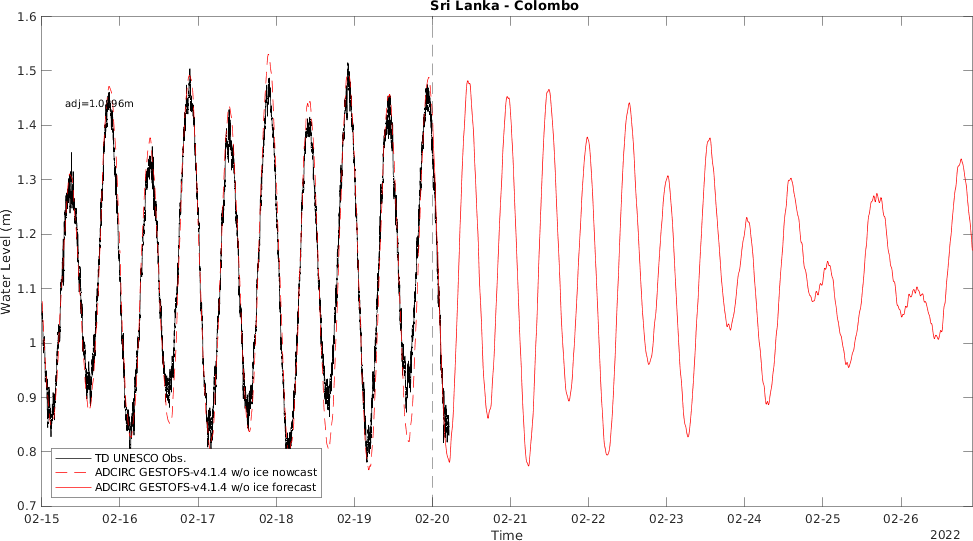 Sri Lanka - Colombo
1.6
1.5
1.4
1.3
1.2
1.1
1
0.9
0.8
0.7
Water Level (m)
TD UNESCO Obs.
ADCIRC GESTOFS-v4.1.4 w/o ice nowcast
ADCIRC GESTOFS-v4.1.4 w/o ice forecast
02-15 02-16 02-17 02-18 02-19 02-20 02-21 02-22 02-23 02-24 02-25 02-26
Time
2022